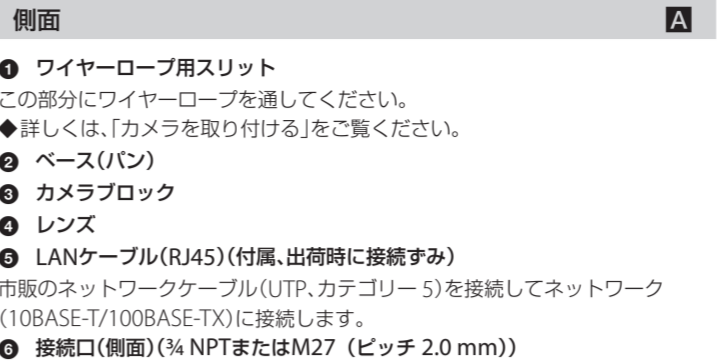 側面 A
❶ ワイヤーロープ用スリット
この部分にワイヤーロープを通してください。
◆詳しくは、「カメラを取り付ける」をご覧ください。
❷ ベース(パン)
❸ カメラブロック
❹ レンズ
❺ LANケーブル(RJ45)(付属、出荷時に接続ずみ)
市販のネットワークケーブル(UTP、カテゴリー 5)を接続してネットワーク
(10BASE-T/100BASE-TX)に接続します。
❻ 接続口(側面)(¾ NPTまたはM27(ピッチ 2.0 mm))